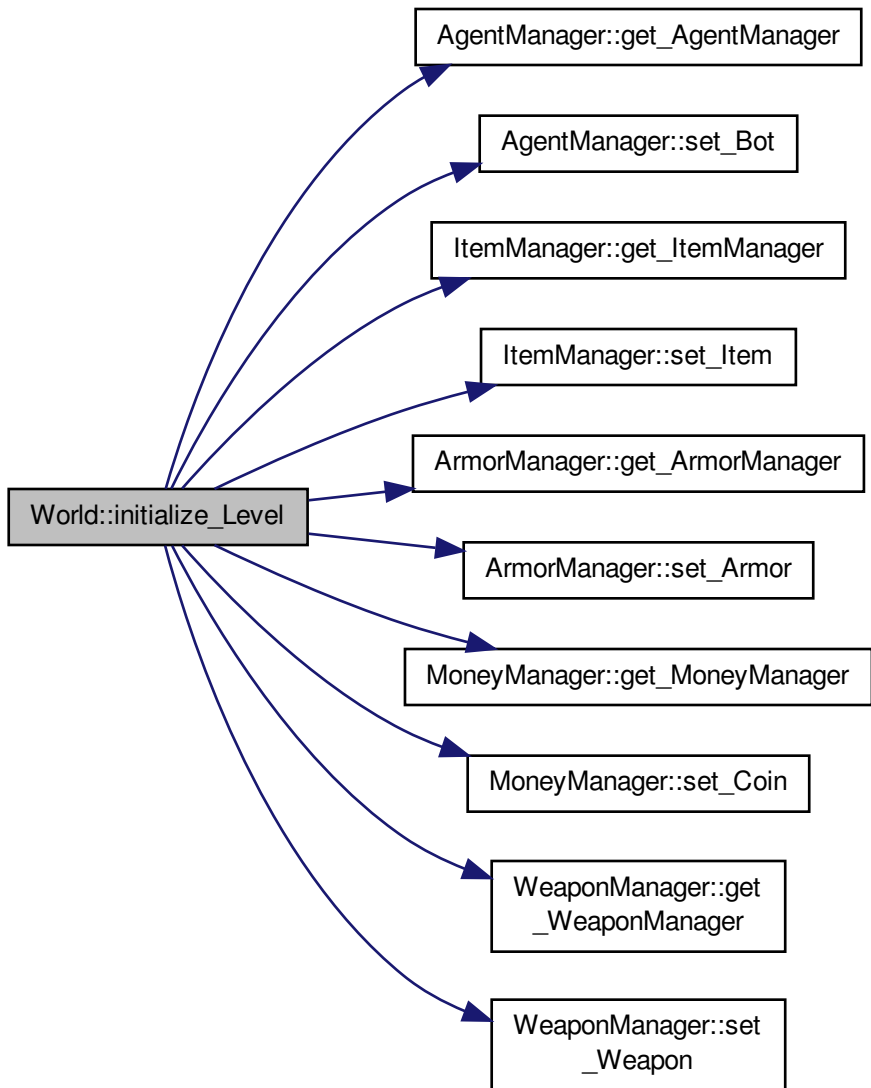 AgentManager::get_AgentManager
AgentManager::set_Bot
ItemManager::get_ItemManager
ItemManager::set_Item
ArmorManager::get_ArmorManager
World::initialize_Level
ArmorManager::set_Armor
MoneyManager::get_MoneyManager
MoneyManager::set_Coin
WeaponManager::get
_WeaponManager
WeaponManager::set
_Weapon